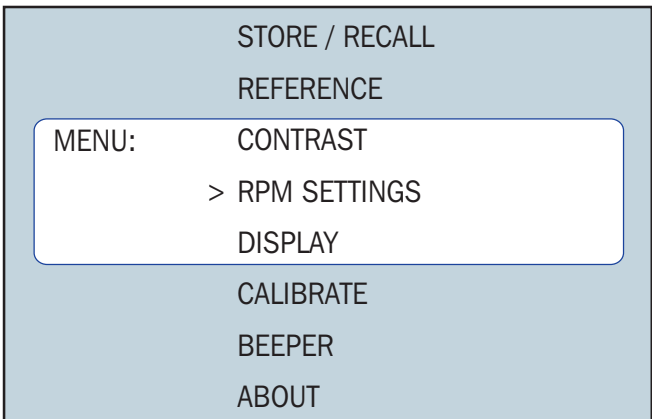 STORE / RECALL
REFERENCE
MENU: CONTRAST
> RPM SETTINGS
DISPLAY
CALIBRATE
BEEPER
ABOUT